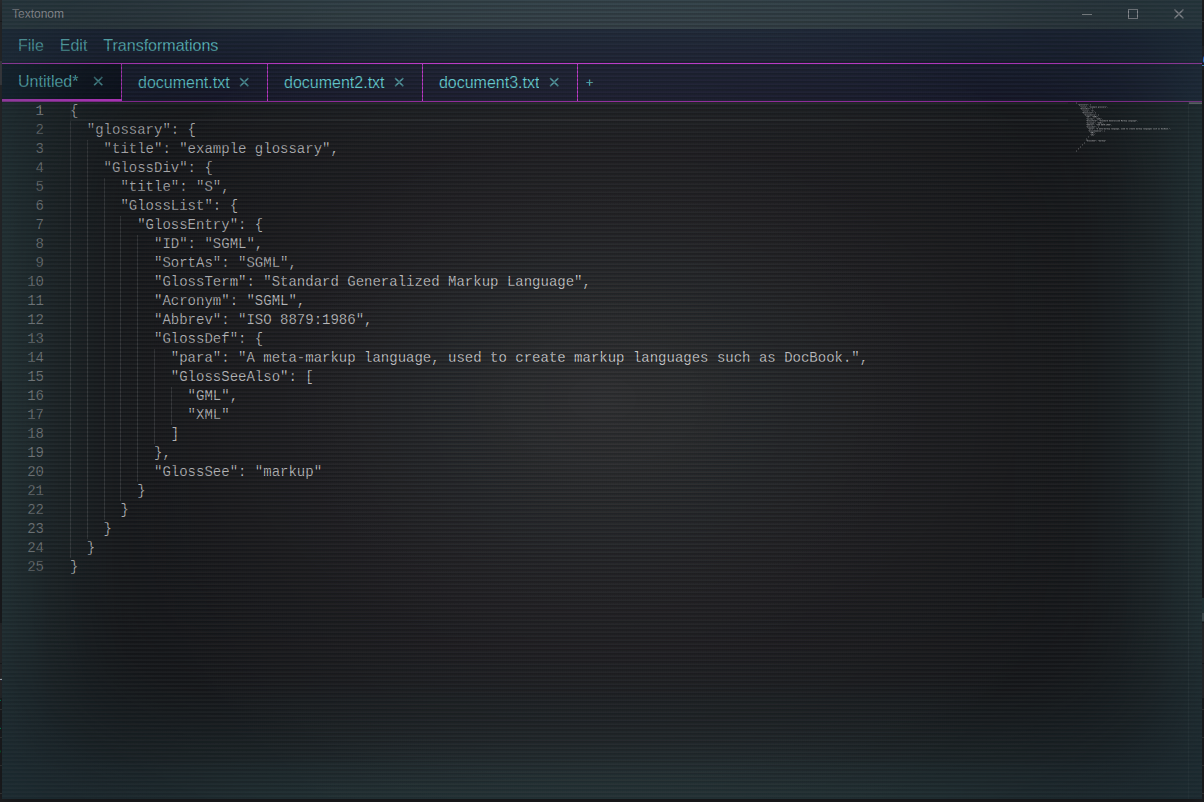 Textonom
File Edit Transformations
Untitled* × document.txt × document2.txt × document3.txt × +
1 {
2   "glossary": {
3     "title": "example glossary",
4     "GlossDiv": {
5       "title": "S",
6       "GlossList": {
7         "GlossEntry": {
8           "ID": "SGML",
9           "SortAs": "SGML",
10           "GlossTerm": "Standard Generalized Markup Language",
11           "Acronym": "SGML",
12           "Abbrev": "ISO 8879:1986",
13           "GlossDef": {
14             "para": "A meta-markup language, used to create markup languages such as DocBook.",
15             "GlossSeeAlso": [
16               "GML",
17               "XML"
18             ]
19           },
20           "GlossSee": "markup"
21         }
22       }
23     }
24   }
25 }